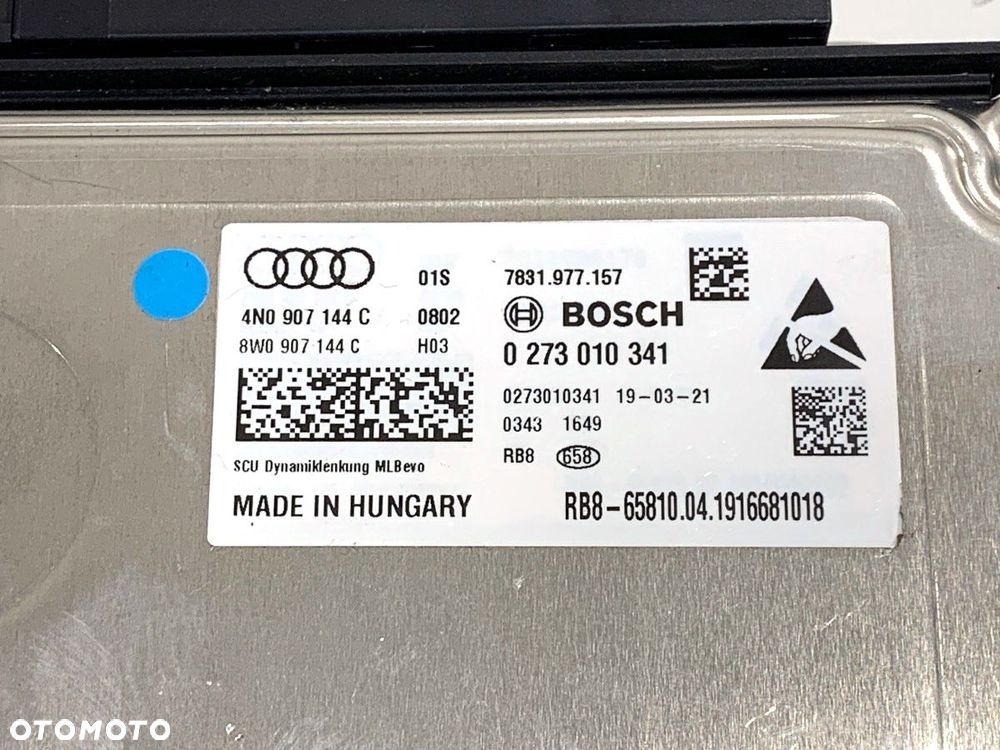 01S
4N0 907 144 C 0802
8W0 907 144 C H03
SCU Dynamiklenkung MLBevo
MADE IN HUNGARY
7831.977.157
BOSCH
0 273 010 341
0273010341 19-03-21
0343 1649
RB8 658
RB8-65810.04.1916681018
OTOMOTO